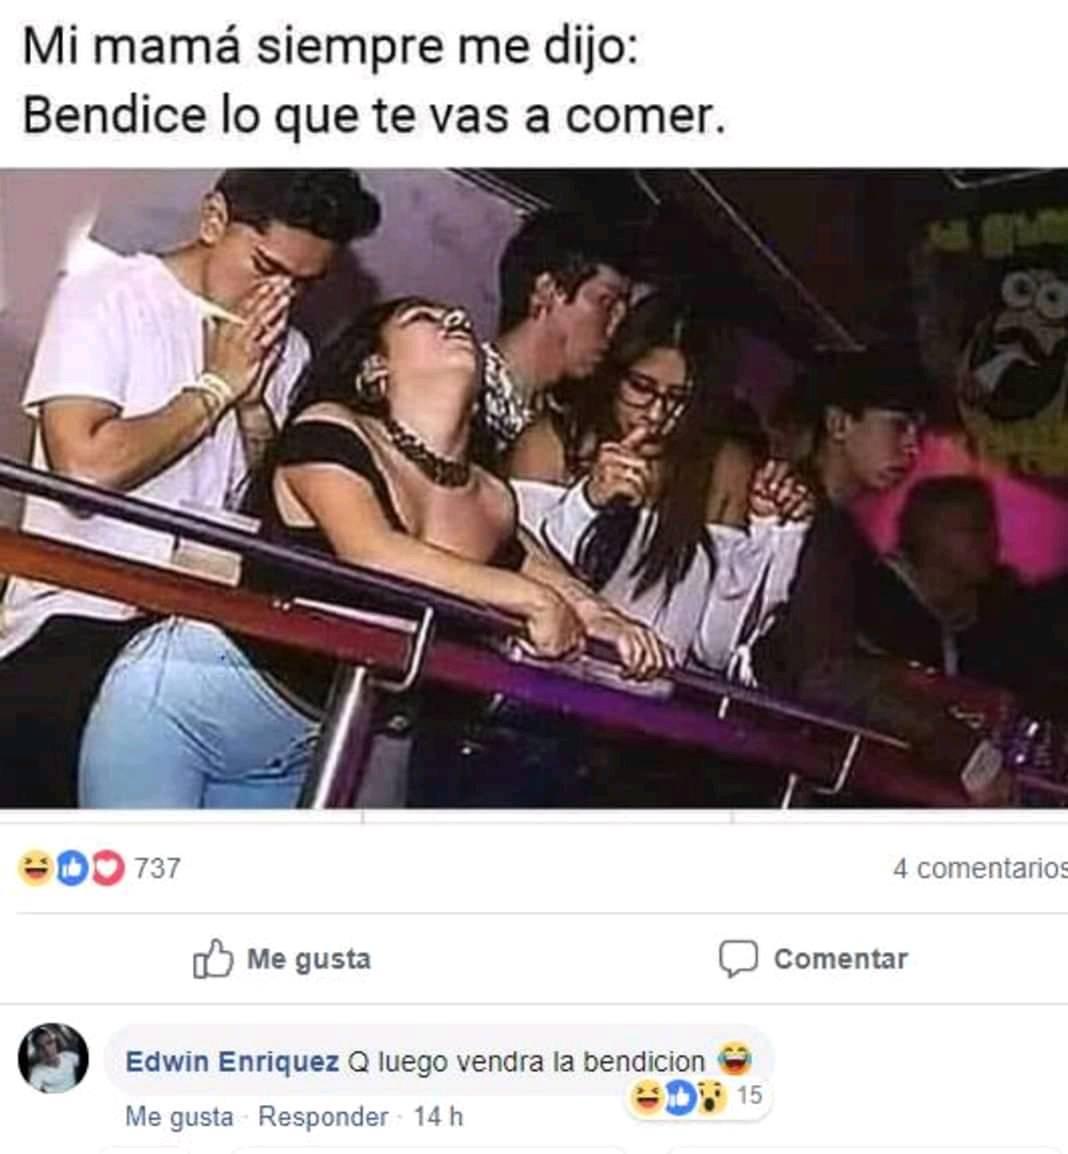 Mi mamá siempre me dijo:
Bendice lo que te vas a comer.
737
4 comentarios
Me gusta
Comentar
Edwin Enriquez Q luego vendra la bendicion
15
Me gusta · Responder · 14 h